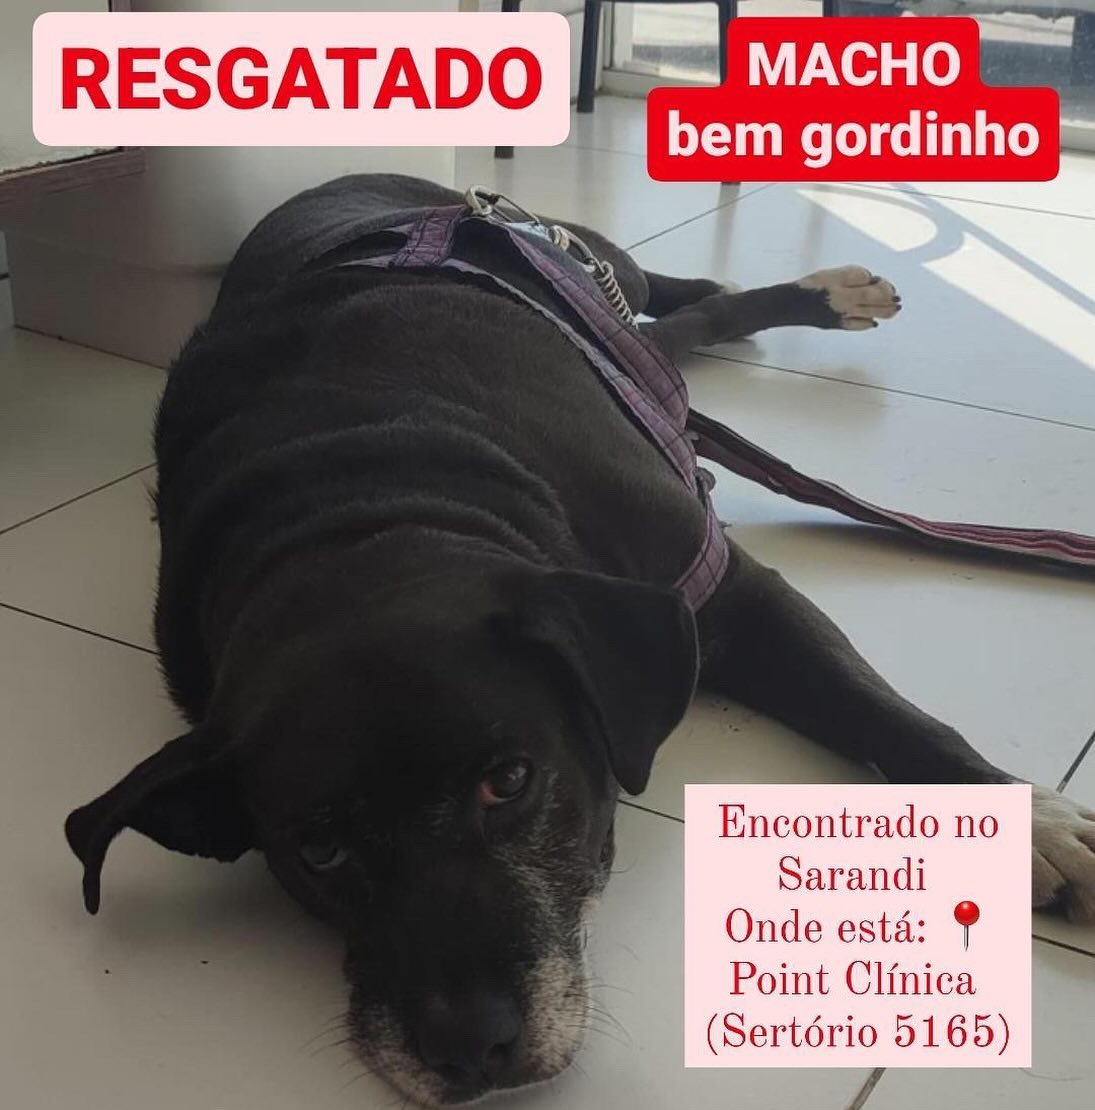 RESGATADO
MACHO
bem gordinho
Encontrado no
Sarandi
Onde está: 📍
Point Clínica
(Sertório 5165)